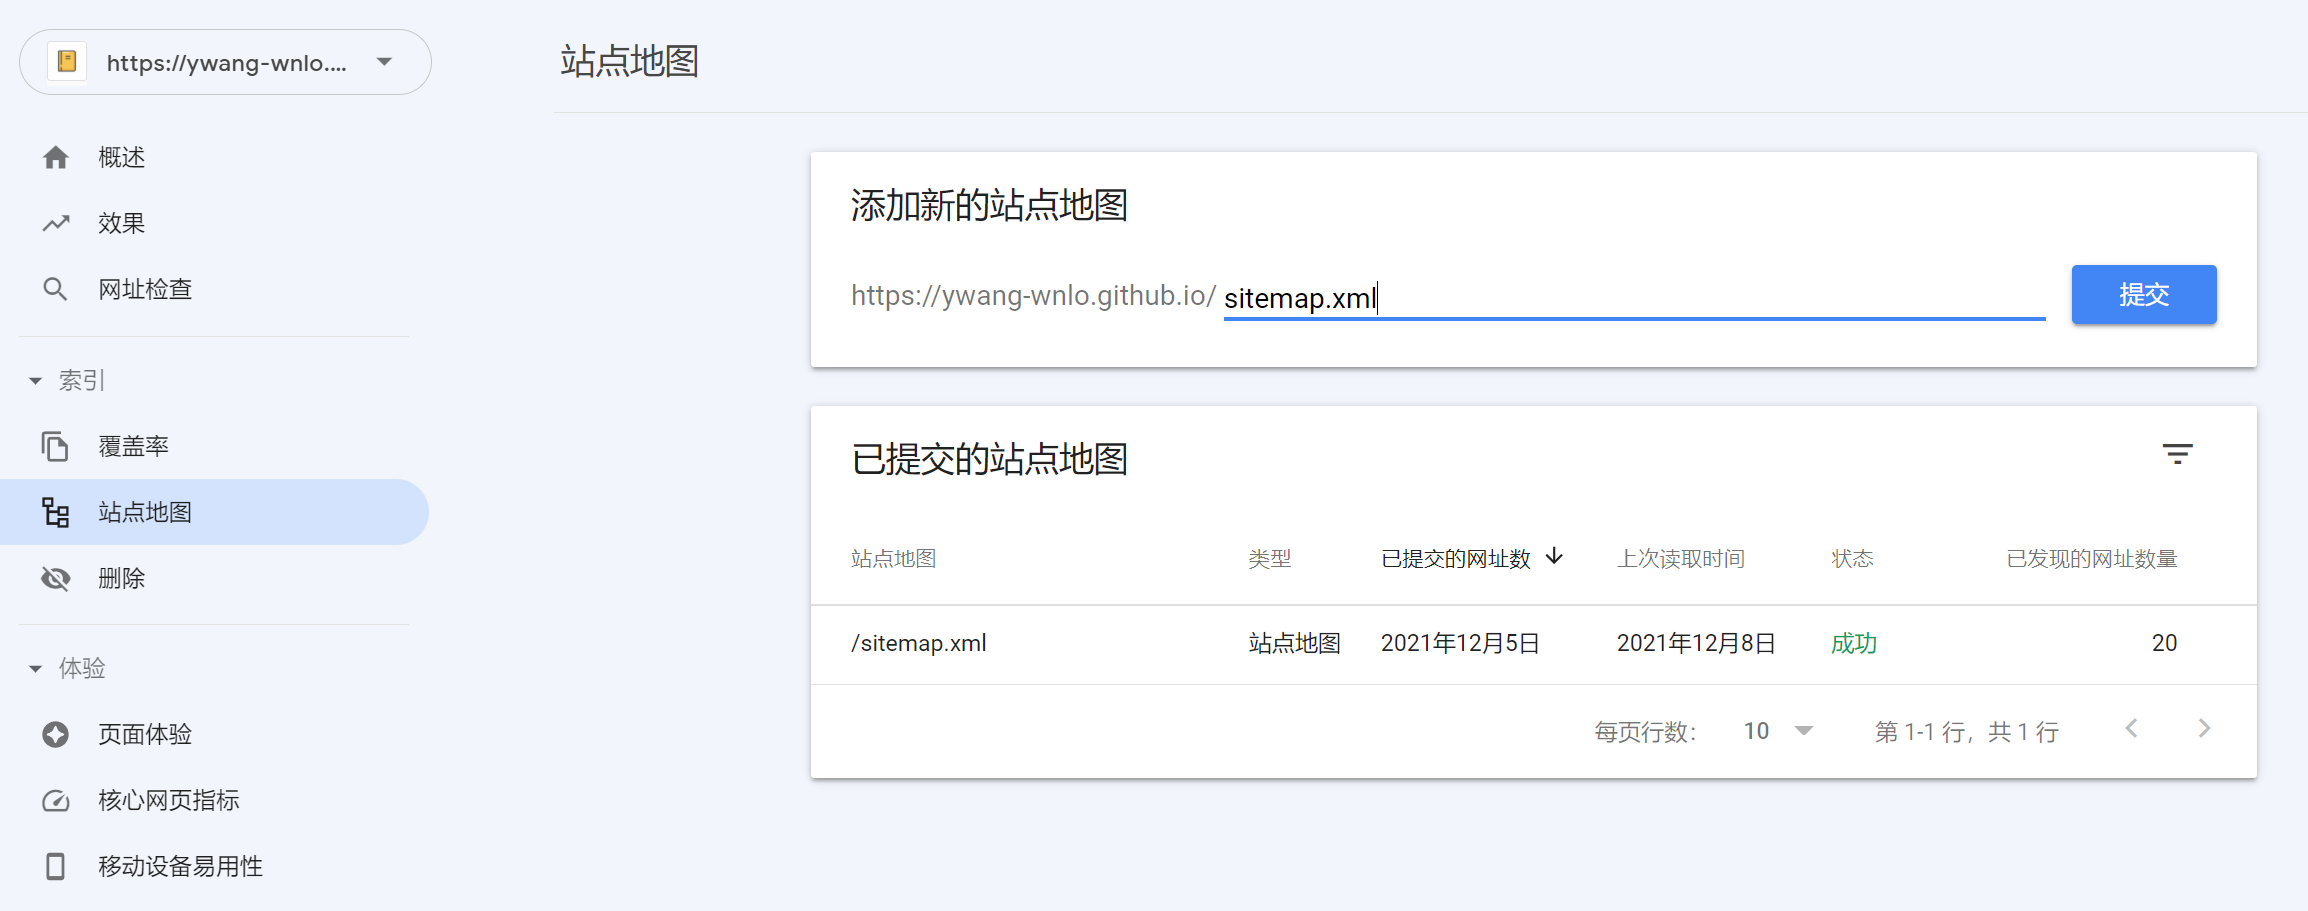 https://ywang-wnlo....
概述
效果
网址检查
索引
覆盖率
站点地图
删除
体验
页面体验
核心网页指标
移动设备易用性
站点地图
添加新的站点地图
https://ywang-wnlo.github.io/ sitemap.xml 提交
已提交的站点地图
站点地图 类型 已提交的网址数 上次读取时间 状态 已发现的网址数量
/sitemap.xml 站点地图 2021年12月5日 2021年12月8日 成功 20
每页行数： 10 第 1-1 行，共 1 行